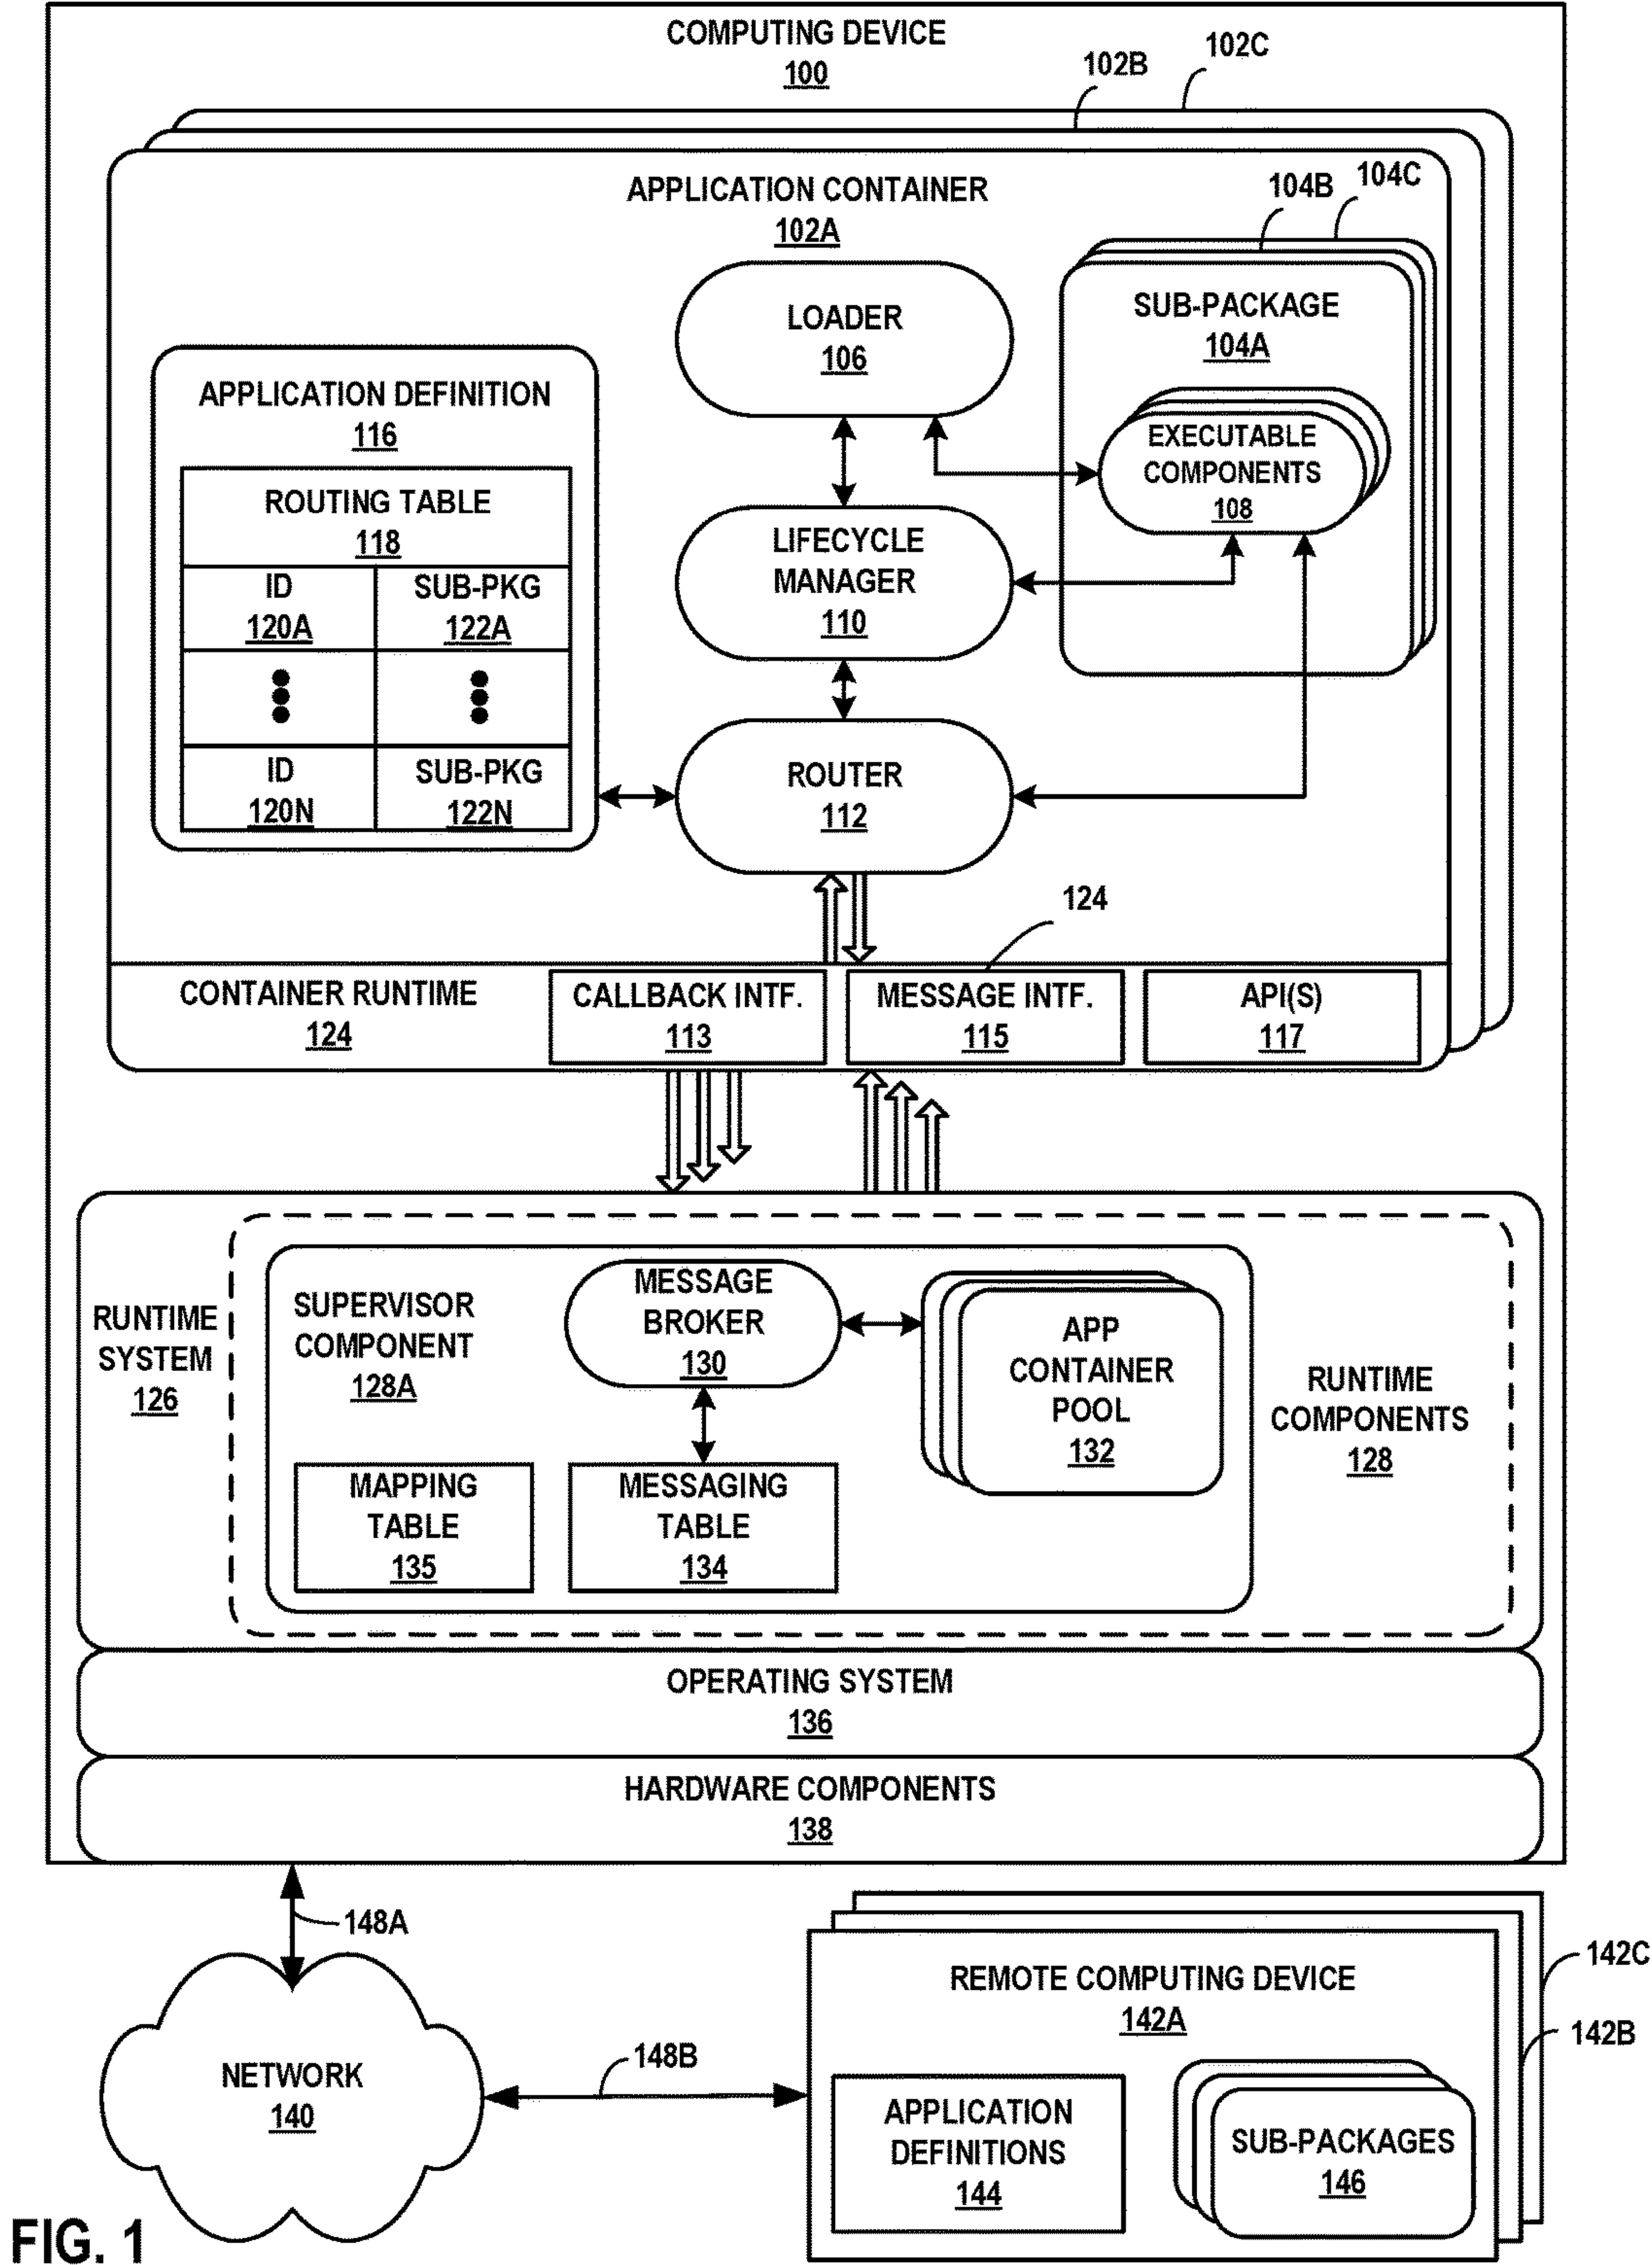 COMPUTING DEVICE
100
102B
102C
APPLICATION CONTAINER
102A
104B
104C
LOADER
106
SUB-PACKAGE
104A
EXECUTABLE
COMPONENTS
108
APPLICATION DEFINITION
116
ROUTING TABLE
118
ID
120A
SUB-PKG
122A
ID
120N
SUB-PKG
122N
LIFECYCLE
MANAGER
110
ROUTER
112
124
CONTAINER RUNTIME
124
CALLBACK INTF.
113
MESSAGE INTF.
115
API(S)
117
RUNTIME
SYSTEM
126
SUPERVISOR
COMPONENT
128A
MESSAGE
BROKER
130
APP
CONTAINER
POOL
132
RUNTIME
COMPONENTS
128
MAPPING
TABLE
135
MESSAGING
TABLE
134
OPERATING SYSTEM
136
HARDWARE COMPONENTS
138
148A
NETWORK
140
148B
REMOTE COMPUTING DEVICE
142A
142C
142B
APPLICATION
DEFINITIONS
144
SUB-PACKAGES
146
FIG. 1